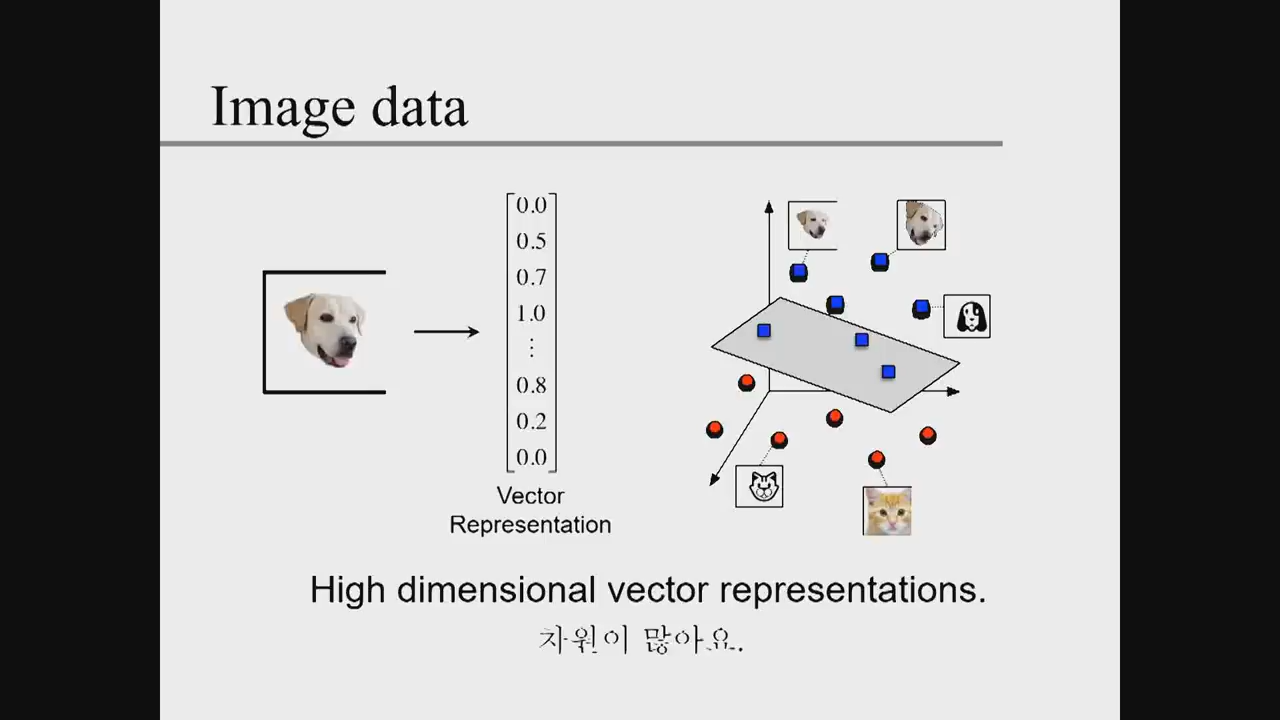 Image data
0.0
0.5
0.7
1.0
⋮
0.8
0.2
0.0
Vector
Representation
High dimensional vector representations.
차원이 많아요.